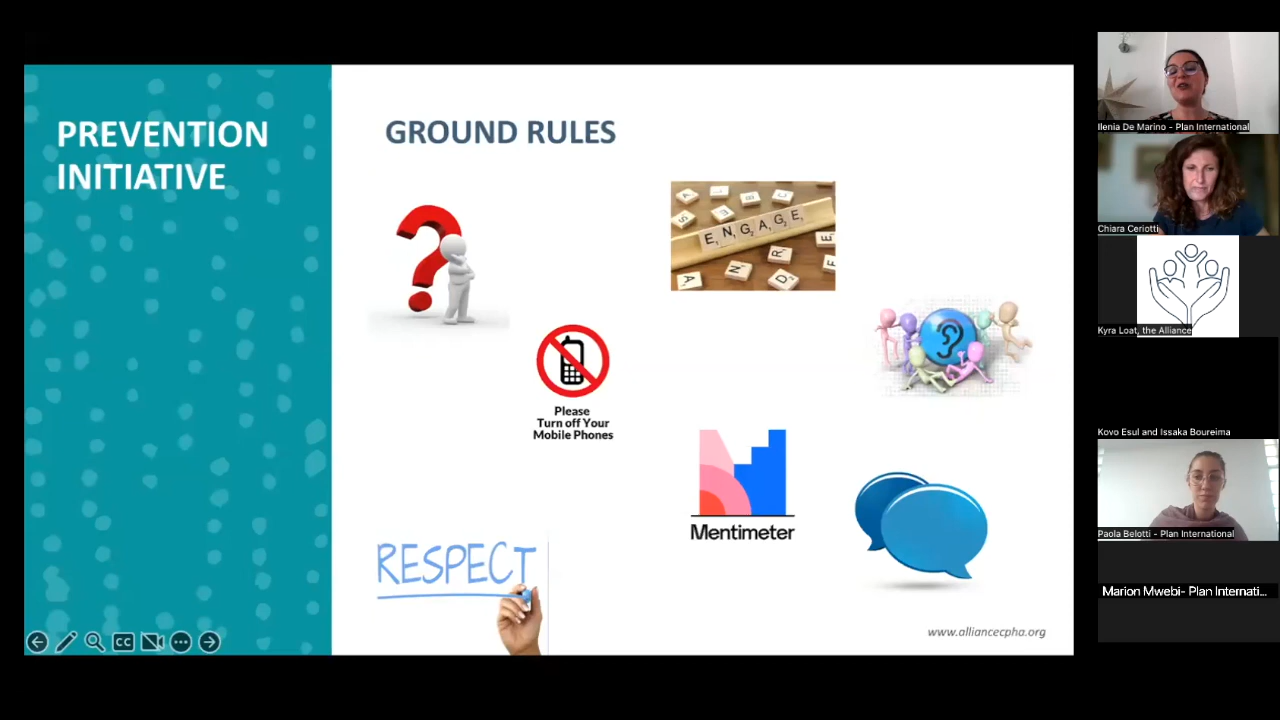 PREVENTION
INITIATIVE
GROUND RULES
ENGAGE
Please
Turn off Your
Mobile Phones
Mentimeter
RESPECT
www.alliancecpha.org
CC
Ilenia De Marino - Plan International
Chiara Ceriotti
Kyra Loat, the Alliance
Kovo Esul and Issaka Boureima
Paola Belotti - Plan International
Marion Mwebi- Plan Internati...